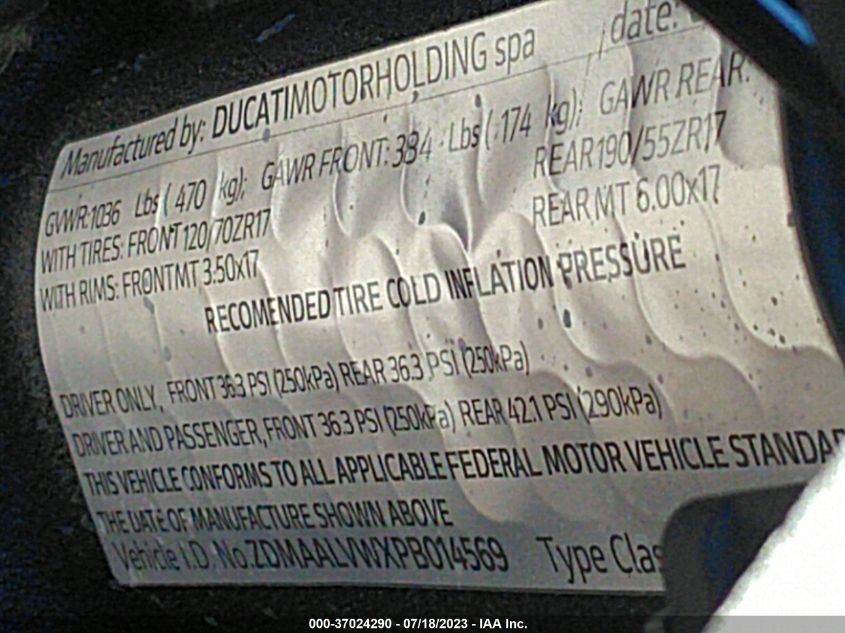 Manufactured by: DUCATIMOTORHOLDING spa date:
GVWR:1036 Lbs( 470 kg); GAWR FRONT:384 Lbs( 174 kg); GAWR REAR:
WITH TIRES: FRONT120/70ZR17 REAR190/55ZR17
WITH RIMS: FRONTMT 3.50x17 REARMT 6.00x17
RECOMENDED TIRE COLD INFLATION PRESSURE
DRIVER ONLY, FRONT 36.3 PSI (250kPa) REAR 36.3 PSI (250kPa)
DRIVER AND PASSENGER, FRONT 36.3 PSI (250kPa) REAR 42.1 PSI (290kPa)
THIS VEHICLE CONFORMS TO ALL APPLICABLE FEDERAL MOTOR VEHICLE STANDAR
THE DATE OF MANUFACTURE SHOWN ABOVE
Vehicle I.D. No.ZDMAALVWXPB014569 Type Clas
000-37024290 - 07/18/2023 - IAA Inc.